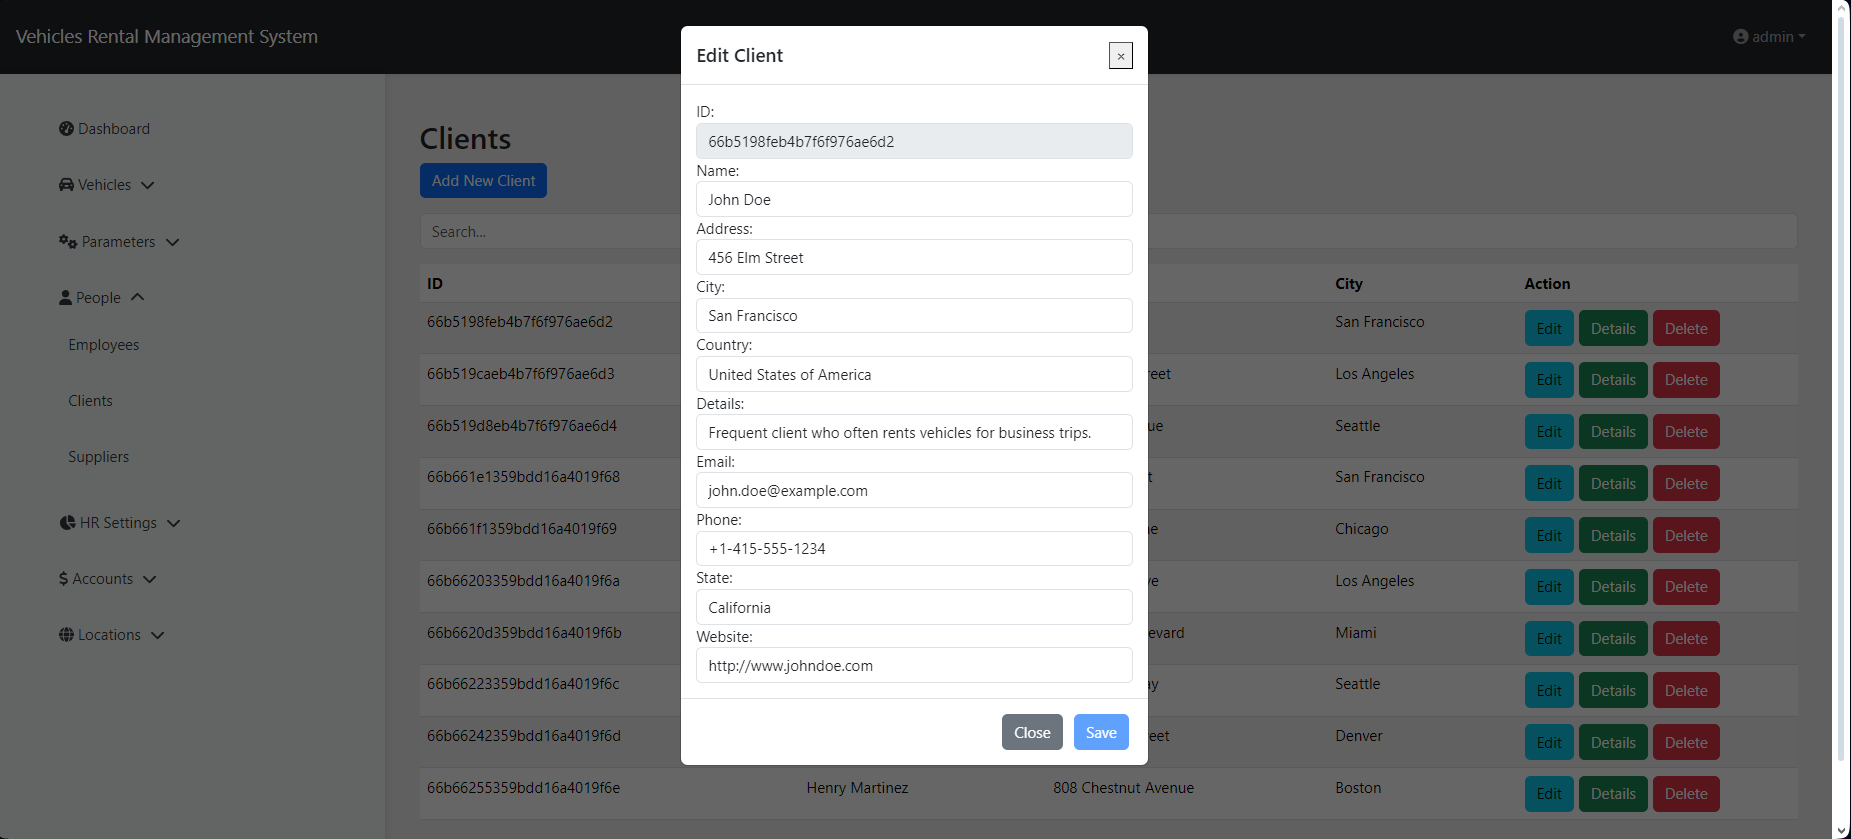 Vehicles Rental Management System
admin
Dashboard
Vehicles
Parameters
People
Employees
Clients
Suppliers
HR Settings
$ Accounts
Locations
Clients
Add New Client
Search...
ID City Action
66b5198feb4b7f6f976ae6d2 San Francisco Edit Details Delete
66b519caeb4b7f6f976ae6d3 reet Los Angeles Edit Details Delete
66b519d8eb4b7f6f976ae6d4 ue Seattle Edit Details Delete
66b661e1359bdd16a4019f68 t San Francisco Edit Details Delete
66b661f1359bdd16a4019f69 ne Chicago Edit Details Delete
66b66203359bdd16a4019f6a ve Los Angeles Edit Details Delete
66b6620d359bdd16a4019f6b evard Miami Edit Details Delete
66b66223359bdd16a4019f6c ay Seattle Edit Details Delete
66b66242359bdd16a4019f6d eet Denver Edit Details Delete
66b66255359bdd16a4019f6e Henry Martinez 808 Chestnut Avenue Boston Edit Details Delete
Edit Client
×
ID:
66b5198feb4b7f6f976ae6d2
Name:
John Doe
Address:
456 Elm Street
City:
San Francisco
Country:
United States of America
Details:
Frequent client who often rents vehicles for business trips.
Email:
john.doe@example.com
Phone:
+1-415-555-1234
State:
California
Website:
http://www.johndoe.com
Close Save